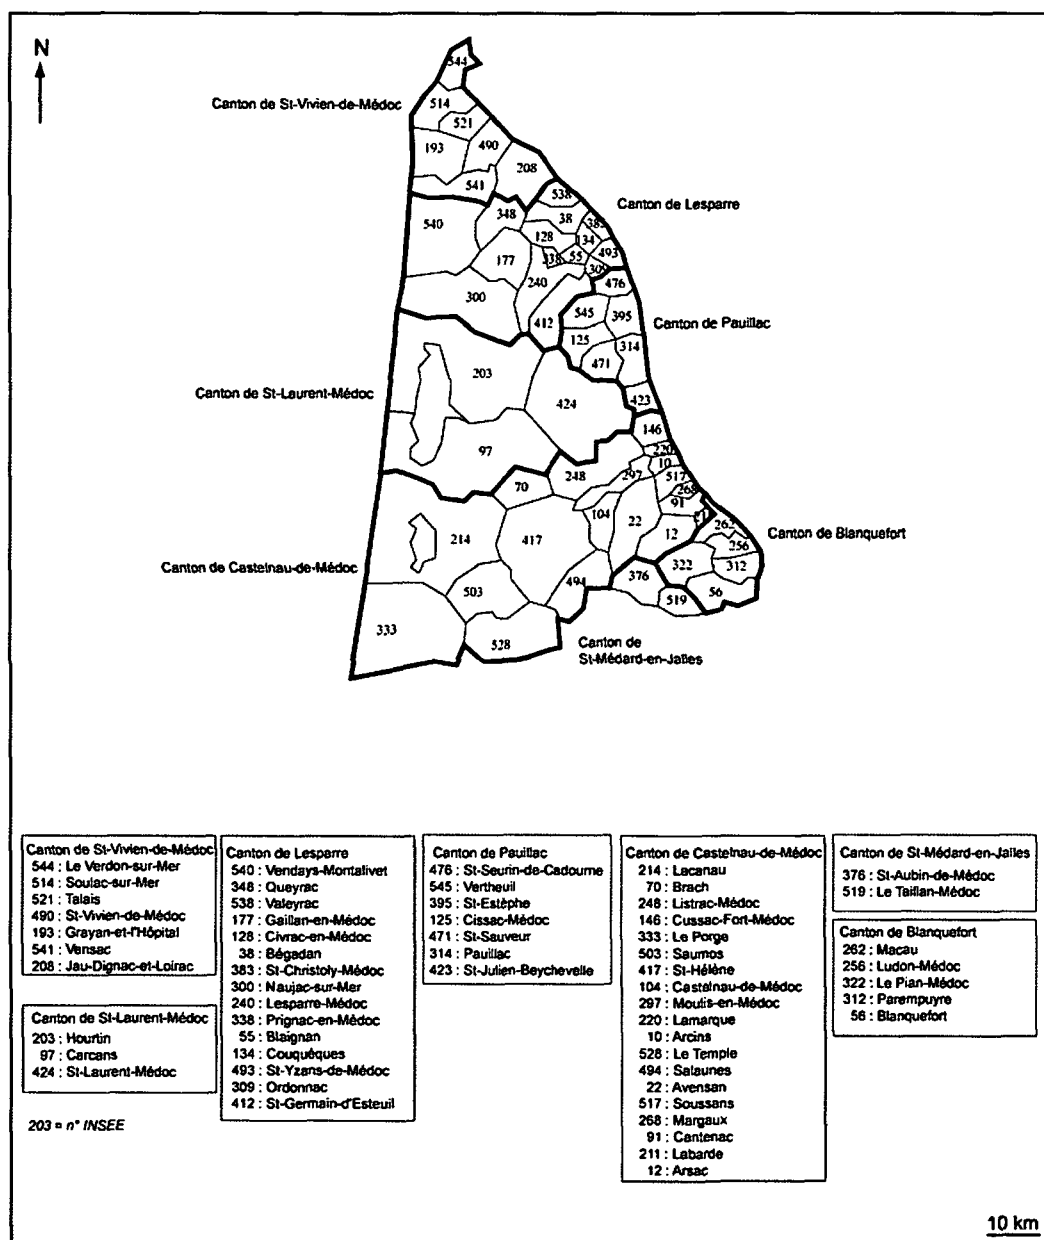 N
544
Canton de St-Vivien-de-Médoc
514
521
193
490
208
541
538
Canton de Lesparre
348
38
383
540
128
134
338
55
493
177
309
240
476
300
545
395
412
Canton de Pauillac
125
314
203
471
Canton de St-Laurent-Médoc
424
423
146
97
220
10
248
297
517
70
268
91
104
22
211
262
214
417
12
Canton de Blanquefort
256
322
312
Canton de Castelnau-de-Médoc
494
376
503
519
56
333
528
Canton de
St-Médard-en-Jalles
Canton de St-Vivien-de-Médoc
544 : Le Verdon-sur-Mer
514 : Soulac-sur-Mer
521 : Talais
490 : St-Vivien-de-Médoc
193 : Grayan-et-l'Hôpital
541 : Vensac
208 : Jau-Dignac-et-Loirac
Canton de St-Laurent-Médoc
203 : Hourtin
97 : Carcans
424 : St-Laurent-Médoc
203 = n° INSEE
Canton de Lesparre
540 : Vendays-Montalivet
348 : Queyrac
538 : Valeyrac
177 : Gaillan-en-Médoc
128 : Civrac-en-Médoc
38 : Bégadan
383 : St-Christoly-Médoc
300 : Naujac-sur-Mer
240 : Lesparre-Médoc
338 : Prignac-en-Médoc
55 : Blaignan
134 : Couquèques
493 : St-Yzans-de-Médoc
309 : Ordonnac
412 : St-Germain-d'Esteuil
Canton de Pauillac
476 : St-Seurin-de-Cadourne
545 : Vertheuil
395 : St-Estèphe
125 : Cissac-Médoc
471 : St-Sauveur
314 : Pauillac
423 : St-Julien-Beychevelle
Canton de Castelnau-de-Médoc
214 : Lacanau
70 : Brach
248 : Listrac-Médoc
146 : Cussac-Fort-Médoc
333 : Le Porge
503 : Saumos
417 : St-Hélène
104 : Castelnau-de-Médoc
297 : Moulis-en-Médoc
220 : Lamarque
10 : Arcins
528 : Le Temple
494 : Salaunes
22 : Avensan
517 : Soussans
268 : Margaux
91 : Cantenac
211 : Labarde
12 : Arsac
Canton de St-Médard-en-Jalles
376 : St-Aubin-de-Médoc
519 : Le Taillan-Médoc
Canton de Blanquefort
262 : Macau
256 : Ludon-Médoc
322 : Le Pian-Médoc
312 : Parempuyre
56 : Blanquefort
10 km